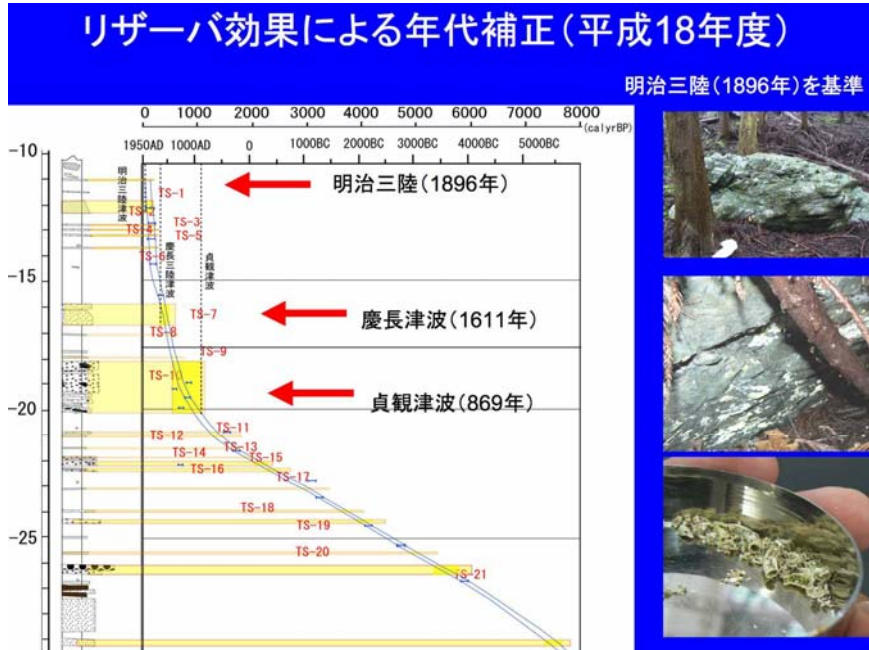 リザーバ効果による年代補正(平成18年度)
明治三陸(1896年)を基準
0 1000 2000 3000 4000 5000 6000 7000 8000
(calyrBP)
1950AD 1000AD 0 1000BC 2000BC 3000BC 4000BC 5000BC
-10
明治三陸津波
TS-1
明治三陸(1896年)
TS-2
TS-3
TS-4
TS-5
TS-6
慶長三陸津波
貞観津波
-15
TS-7
慶長津波(1611年)
TS-8
TS-9
TS-10
貞観津波(869年)
-20
TS-11
TS-12
TS-13
TS-14
TS-15
TS-16
TS-17
TS-18
TS-19
-25
TS-20
TS-21